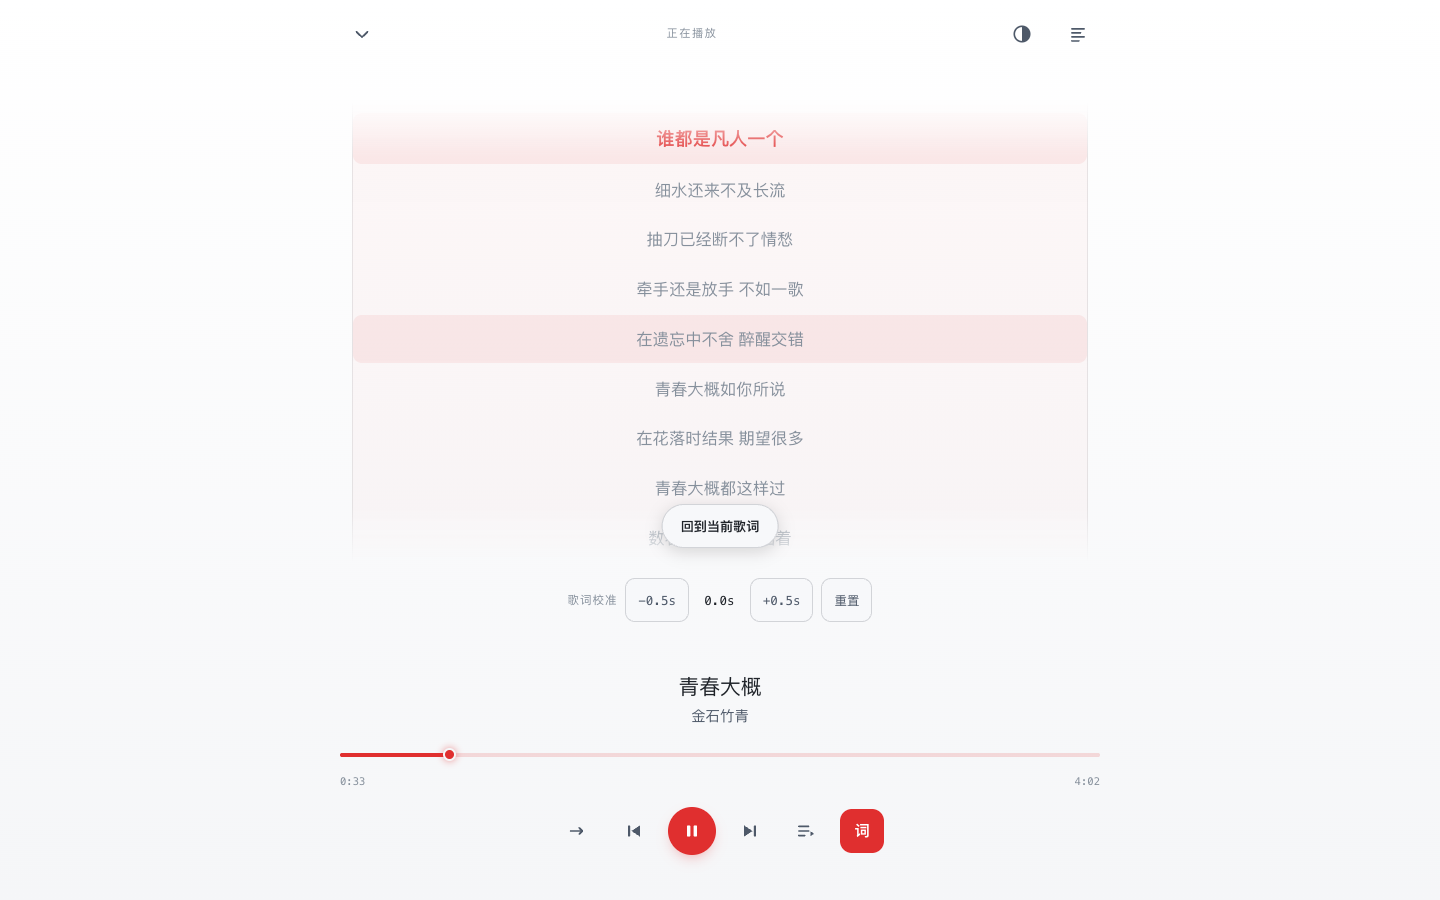 正在播放
谁都是凡人一个
细水还来不及长流
抽刀已经断不了情愁
牵手还是放手 不如一歌
在遗忘中不舍 醉醒交错
青春大概如你所说
在花落时结果 期望很多
青春大概都这样过
回到当前歌词
数 着
歌词校准 −0.5s 0.0s +0.5s 重置
青春大概
金石竹青
0:33 4:02
词